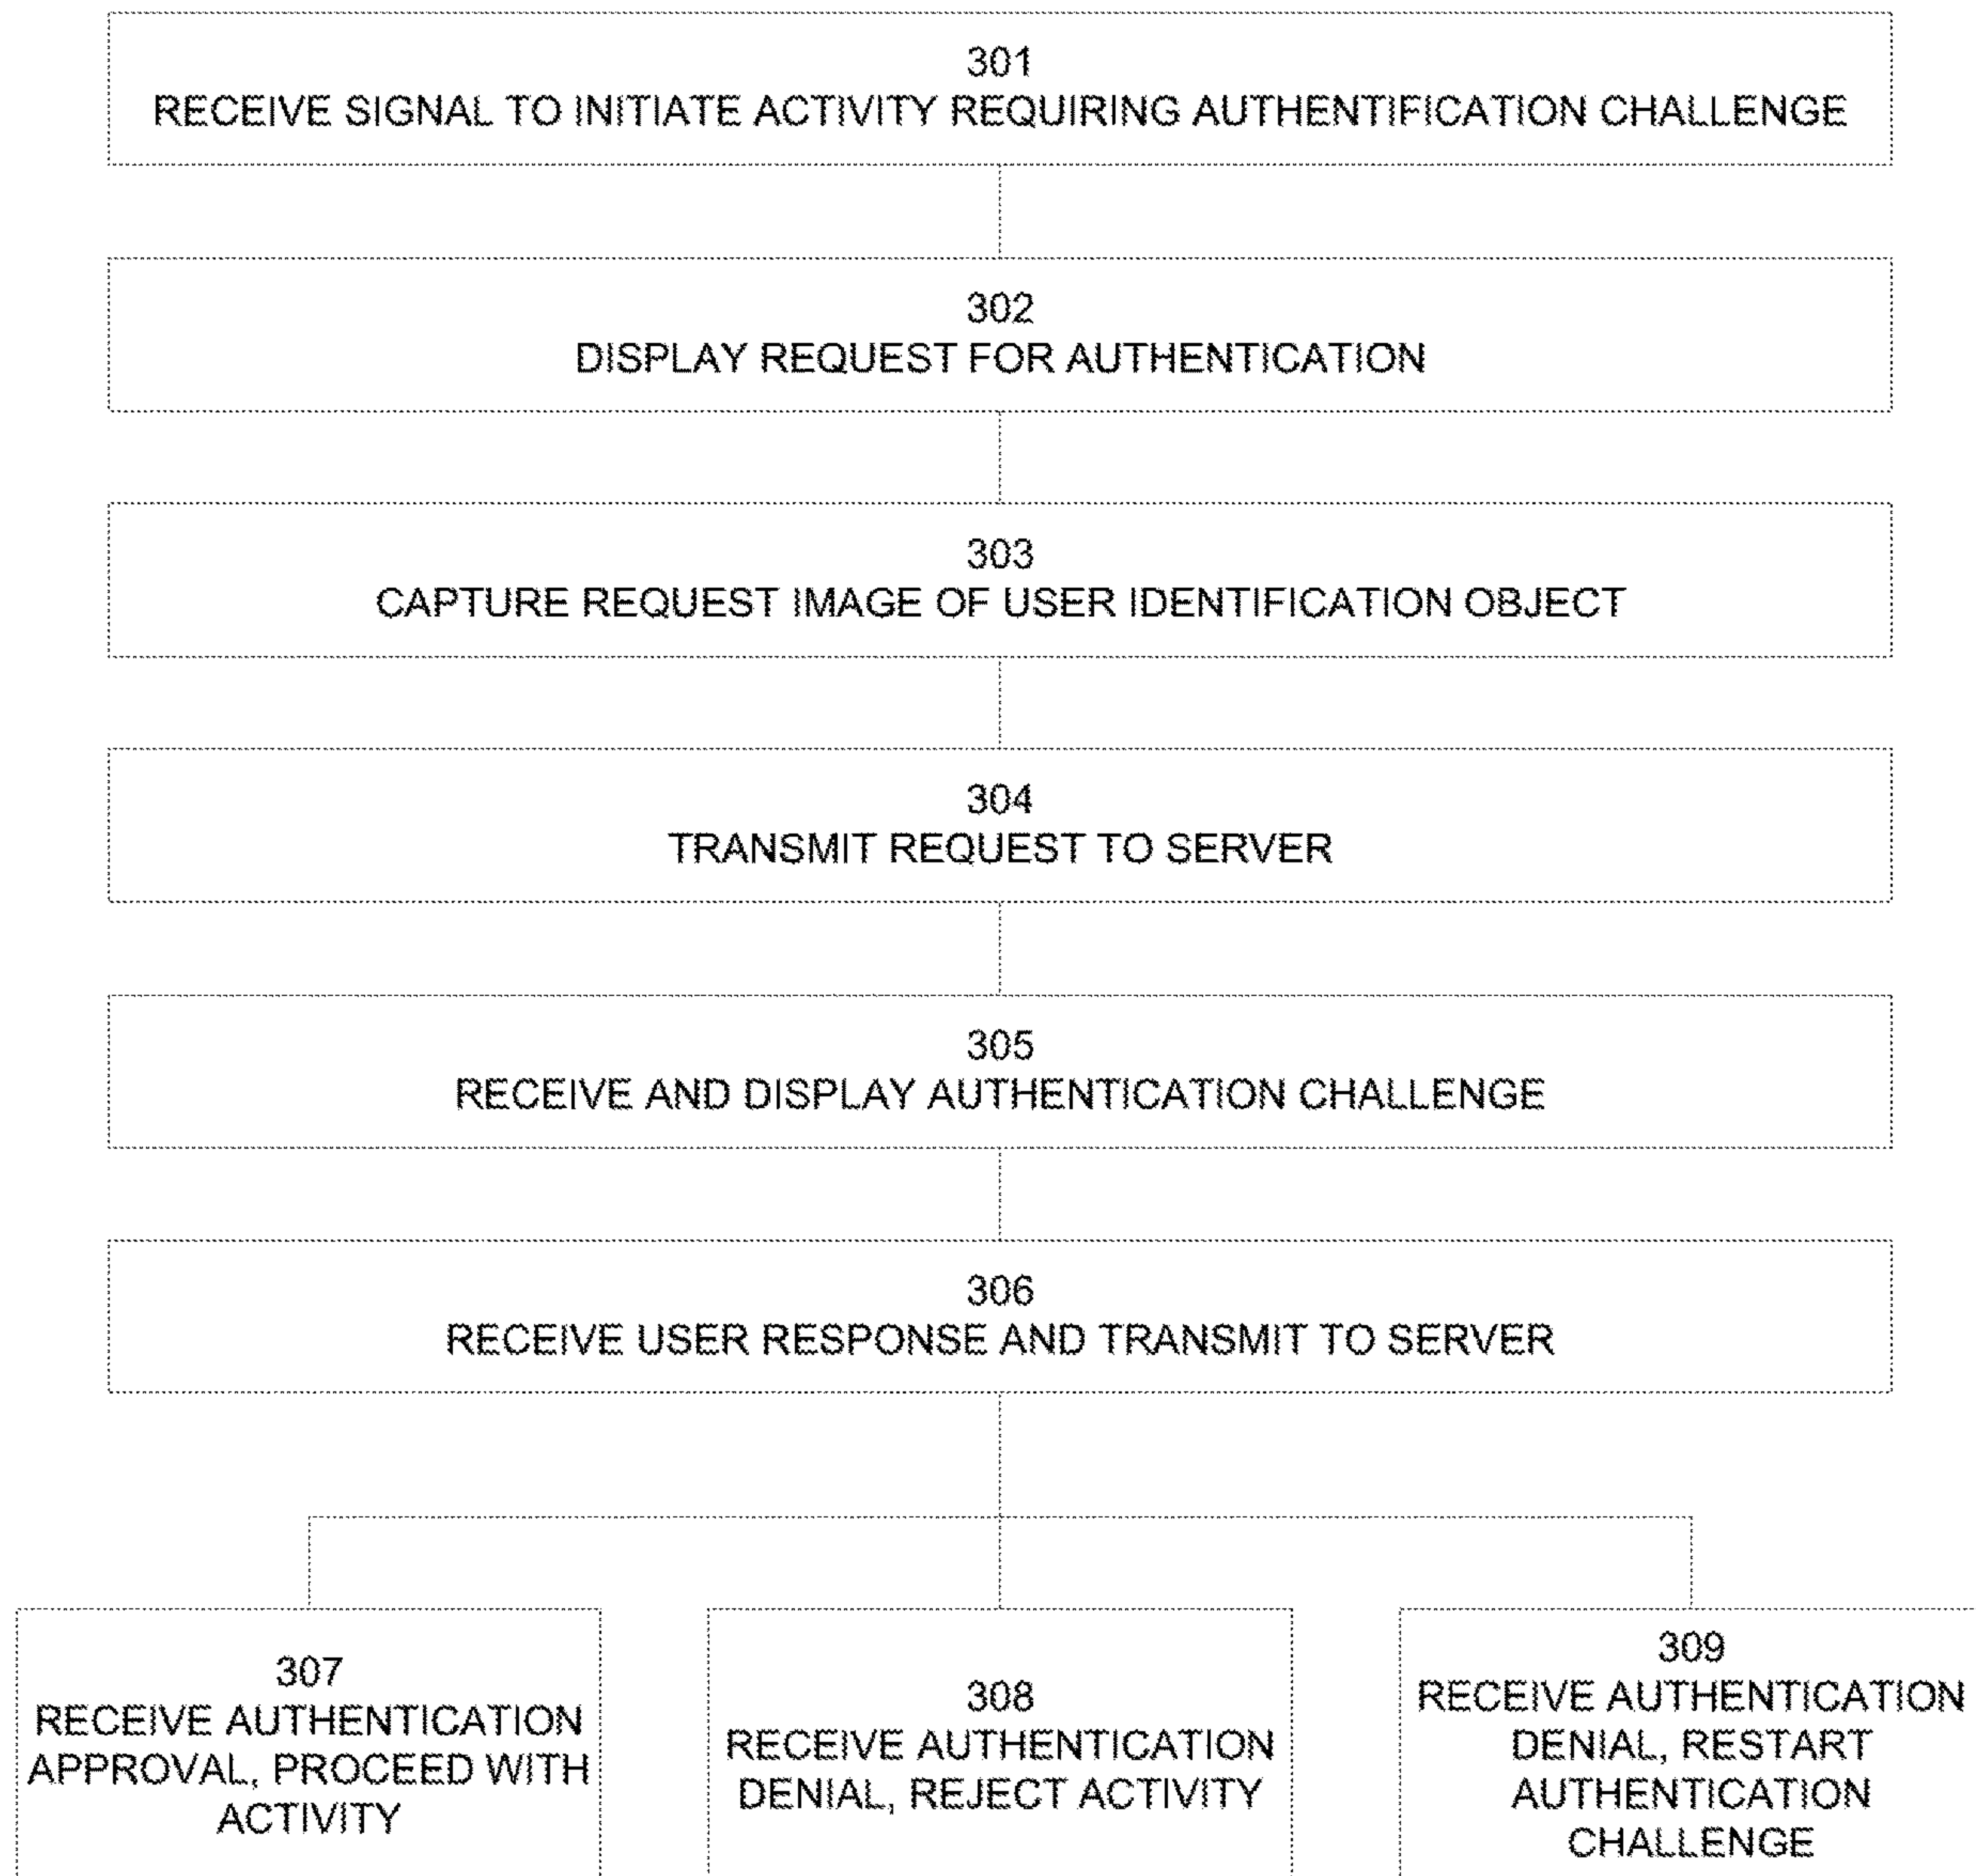 301
RECEIVE SIGNAL TO INITIATE ACTIVITY REQUIRING AUTHENTIFICATION CHALLENGE
302
DISPLAY REQUEST FOR AUTHENTICATION
303
CAPTURE REQUEST IMAGE OF USER IDENTIFICATION OBJECT
304
TRANSMIT REQUEST TO SERVER
305
RECEIVE AND DISPLAY AUTHENTICATION CHALLENGE
306
RECEIVE USER RESPONSE AND TRANSMIT TO SERVER
307
RECEIVE AUTHENTICATION
APPROVAL, PROCEED WITH
ACTIVITY
308
RECEIVE AUTHENTICATION
DENIAL, REJECT ACTIVITY
309
RECEIVE AUTHENTICATION
DENIAL, RESTART
AUTHENTICATION
CHALLENGE